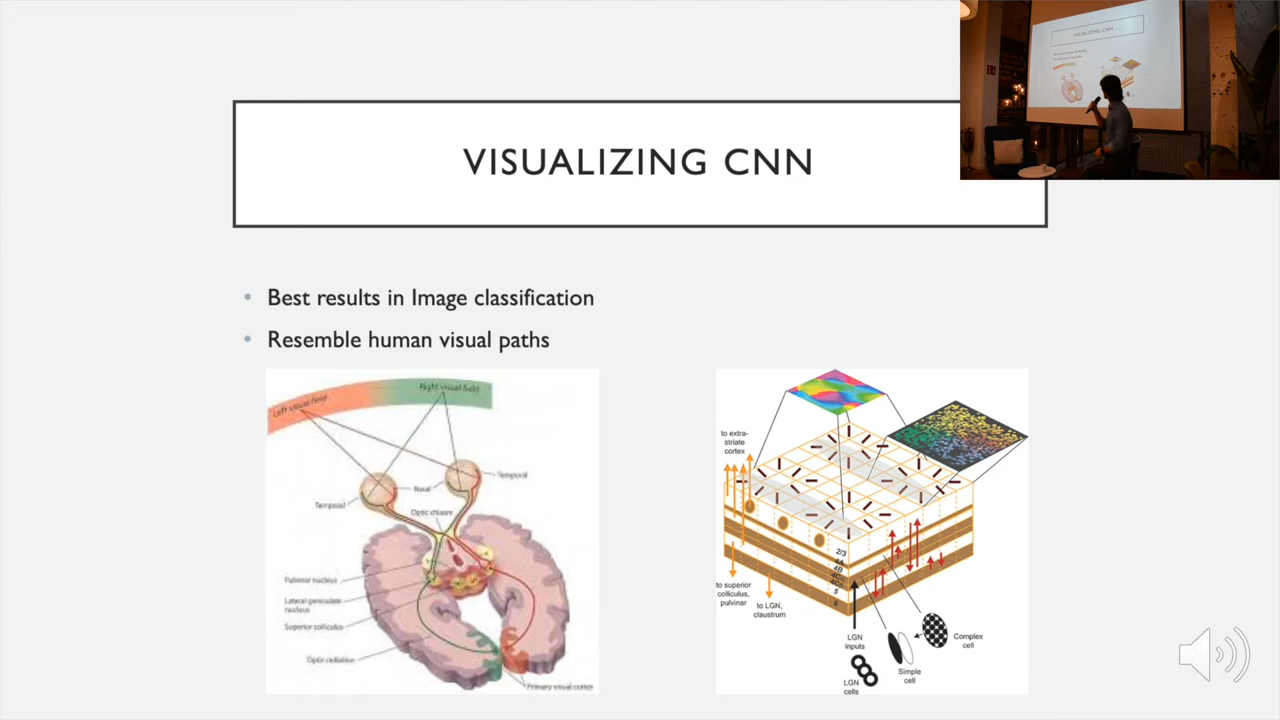 VISUALIZING CNN
VISUALIZING CNN
• Best results in Image classification
• Resemble human visual paths
Left visual field
Right visual field
Temporal
Nasal
Temporal
Optic chiasm
Pulvinar nucleus
Lateral geniculate
nucleus
Superior colliculus
Optic radiation
Primary visual cortex
to extra-
striate
cortex
2/3
4A
4B
5
6
to superior
colliculus,
pulvinar
to LGN,
claustrum
LGN
inputs
LGN
cells
Simple
cell
Complex
cell